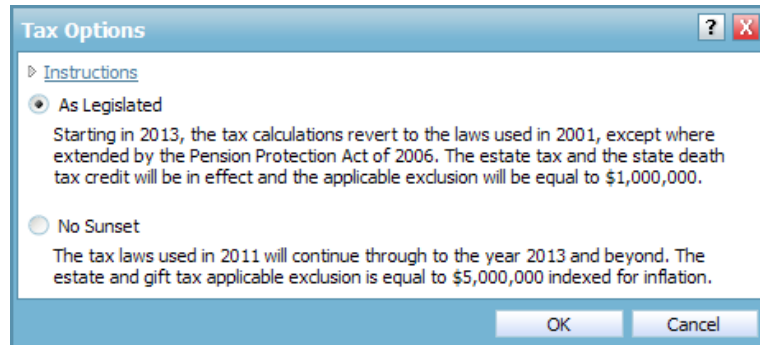 Tax Options
? X
Instructions
As Legislated
Starting in 2013, the tax calculations revert to the laws used in 2001, except where
extended by the Pension Protection Act of 2006. The estate tax and the state death
tax credit will be in effect and the applicable exclusion will be equal to $1,000,000.
No Sunset
The tax laws used in 2011 will continue through to the year 2013 and beyond. The
estate and gift tax applicable exclusion is equal to $5,000,000 indexed for inflation.
OK Cancel